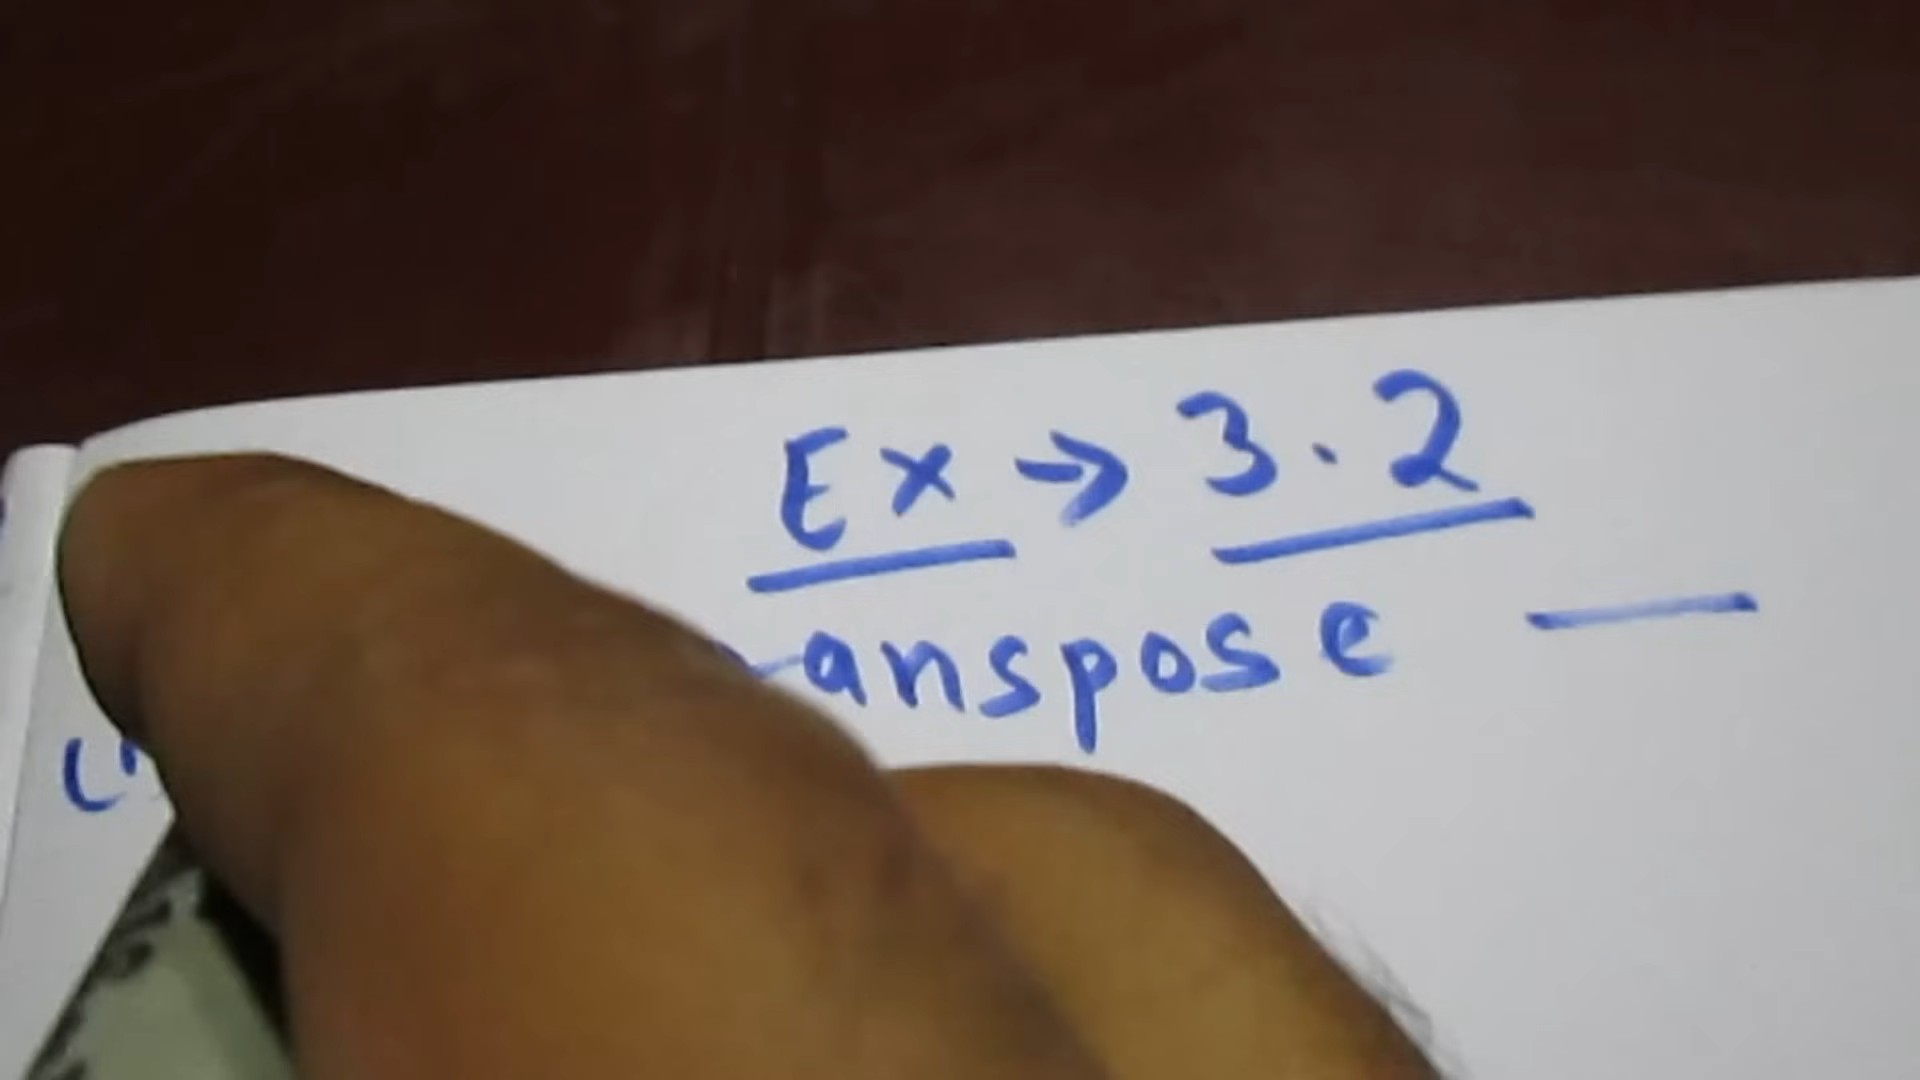 Ex → 3.2
anspose —